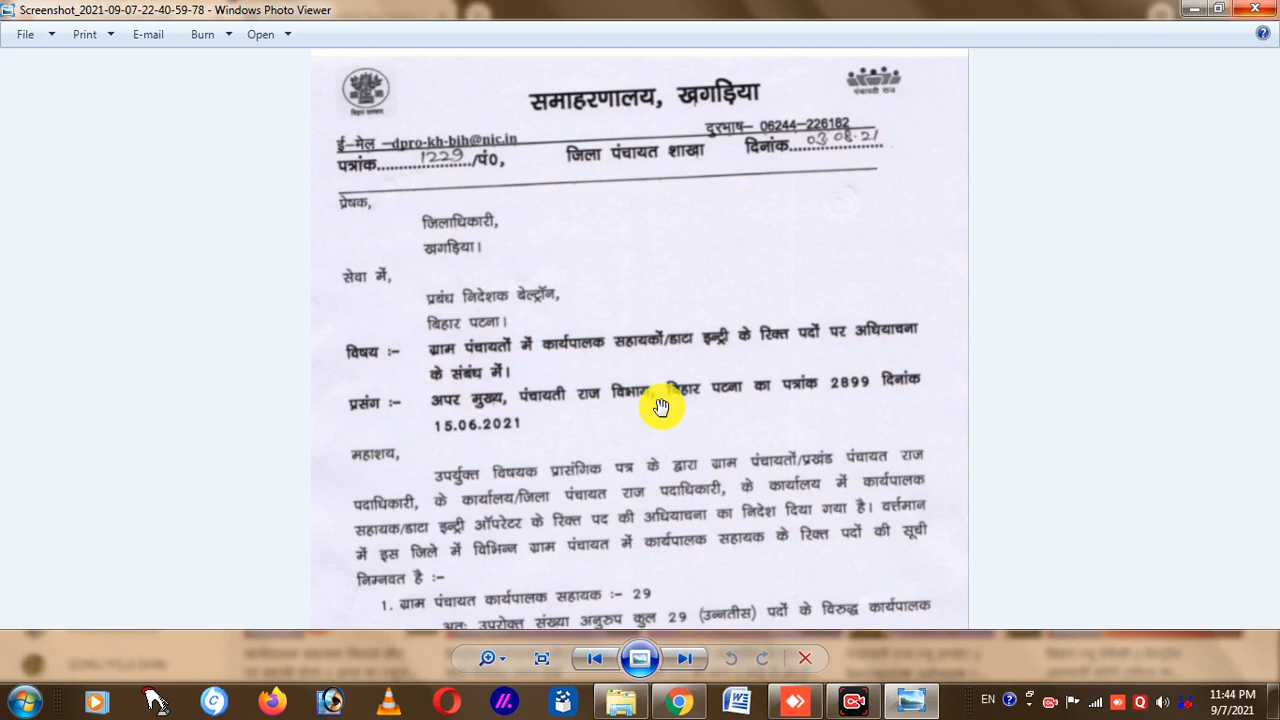 Screenshot_2021-09-07-22-40-59-78 - Windows Photo Viewer
File Print E-mail Burn Open
बिहार सरकार
समाहरणालय, खगड़िया
पंचायती राज
ई-मेल -dpro-kh-bih@nic.in
दुरभाष- 06244-226182
पत्रांक.....1229...../पं0, जिला पंचायत शाखा दिनांक.....03.08.21.....
प्रेषक,
जिलाधिकारी,
खगड़िया।
सेवा में,
प्रबंध निदेशक बेल्ट्रॉन,
बिहार पटना।
विषय :- ग्राम पंचायतों में कार्यपालक सहायकों/डाटा इन्ट्री के रिक्त पदों पर अधियाचना
के संबंध में।
प्रसंग :- अपर मुख्य, पंचायती राज विभाग, बिहार पटना का पत्रांक 2899 दिनांक
15.06.2021
महाशय,
उपर्युक्त विषयक प्रासंगिक पत्र के द्वारा ग्राम पंचायतों/प्रखंड पंचायत राज
पदाधिकारी, के कार्यालय/जिला पंचायत राज पदाधिकारी, के कार्यालय में कार्यपालक
सहायक/डाटा इन्ट्री ऑपरेटर के रिक्त पद की अधियाचना का निदेश दिया गया है। वर्त्तमान
में इस जिले में विभिन्न ग्राम पंचायत में कार्यपालक सहायक के रिक्त पदों की सूची
निम्नवत है :-
1. ग्राम पंचायत कार्यपालक सहायक :- 29
अतः उपरोक्त संख्या अनुरुप कुल 29 (उन्नतीस) पदों के विरुद्ध कार्यपालक
EN
11:44 PM
9/7/2021